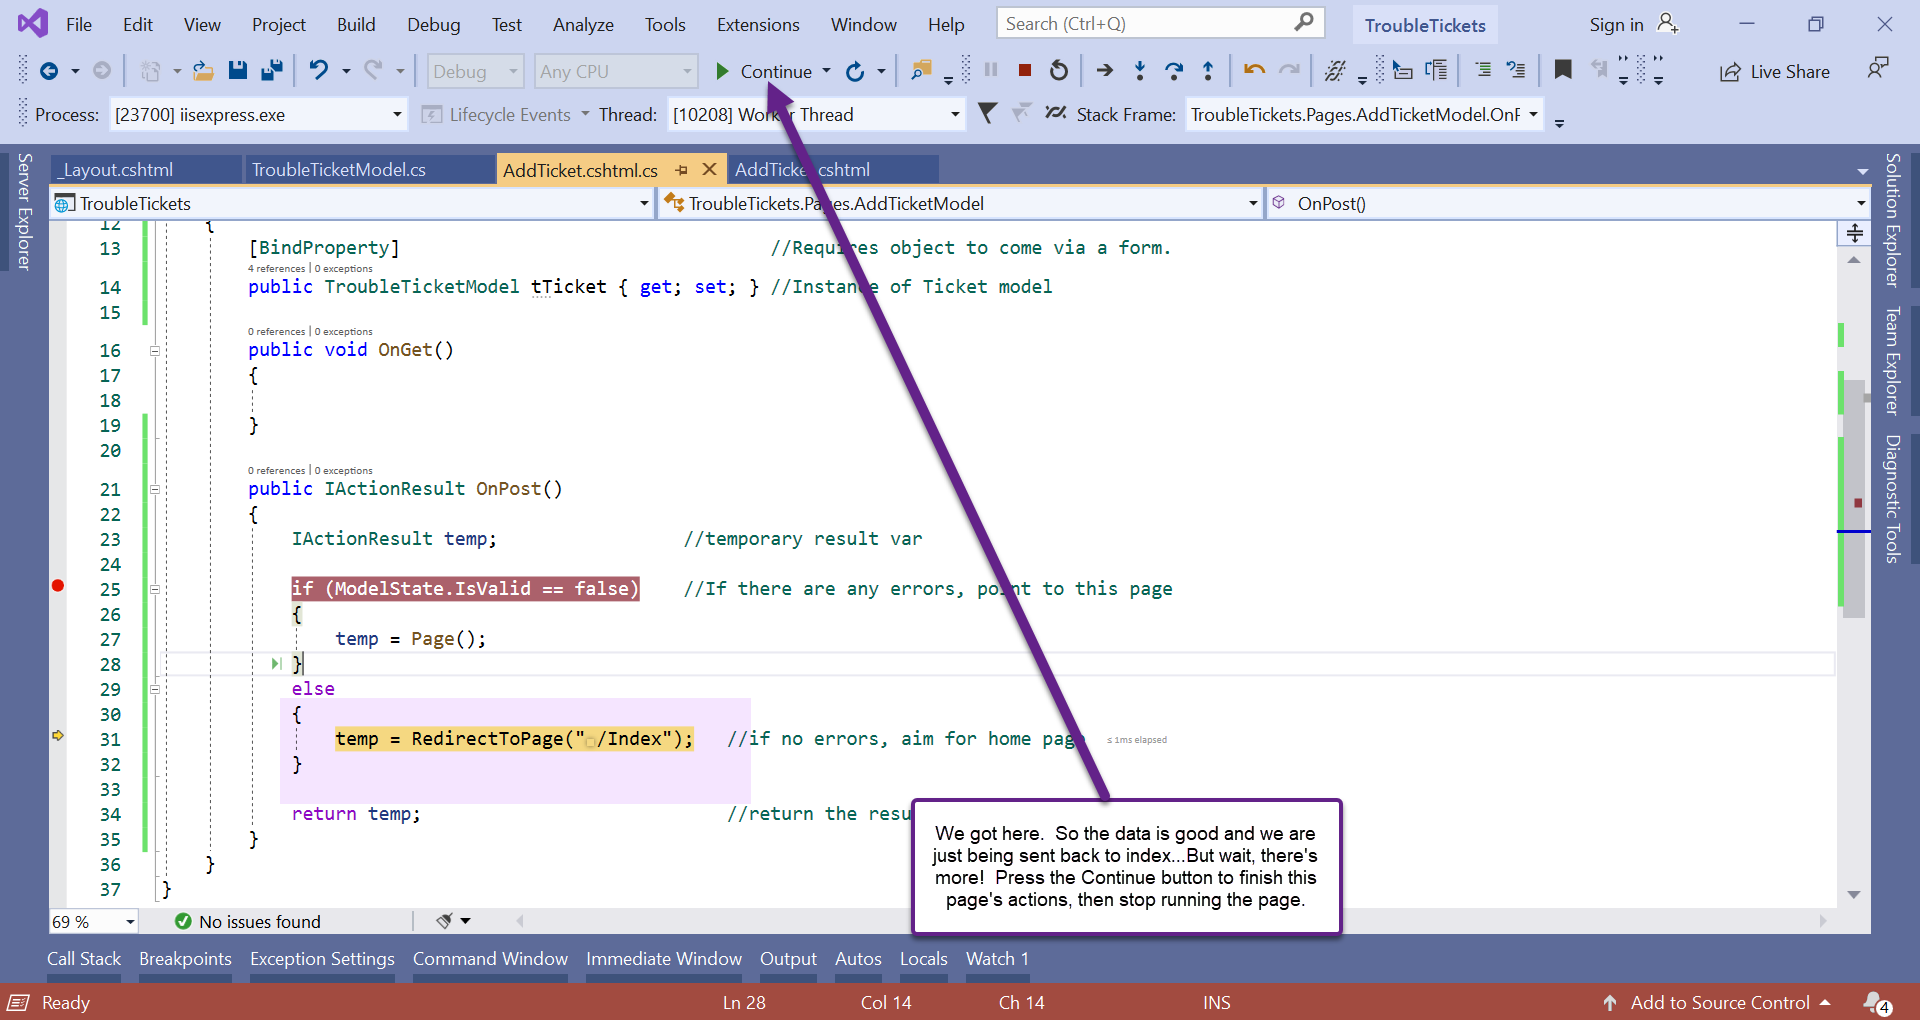 File Edit View Project Build Debug Test Analyze Tools Extensions Window Help Search (Ctrl+Q) TroubleTickets Sign in
Debug Any CPU Continue Live Share
Process: [23700] iisexpress.exe Lifecycle Events Thread: [10208] Worker Thread Stack Frame: TroubleTickets.Pages.AddTicketModel.OnP
Server Explorer
_Layout.cshtml TroubleTicketModel.cs AddTicket.cshtml.cs AddTicket.cshtml
TroubleTickets TroubleTickets.Pages.AddTicketModel OnPost()
12 {
13 [BindProperty] //Requires object to come via a form.
4 references | 0 exceptions
14 public TroubleTicketModel tTicket { get; set; } //Instance of Ticket model
15
0 references | 0 exceptions
16 public void OnGet()
17 {
18
19 }
20
0 references | 0 exceptions
21 public IActionResult OnPost()
22 {
23 IActionResult temp; //temporary result var
24
25 if (ModelState.IsValid == false) //If there are any errors, point to this page
26 {
27 temp = Page();
28 }
29 else
30 {
31 temp = RedirectToPage(" /Index"); //if no errors, aim for home page ≤ 1ms elapsed
32 }
33
34 return temp; //return the resu
35 }
36 }
37 }
We got here. So the data is good and we are
just being sent back to index...But wait, there's
more! Press the Continue button to finish this
page's actions, then stop running the page.
Solution Explorer
Team Explorer
Diagnostic Tools
69 % No issues found
Call Stack Breakpoints Exception Settings Command Window Immediate Window Output Autos Locals Watch 1
Ready Ln 28 Col 14 Ch 14 INS Add to Source Control 4